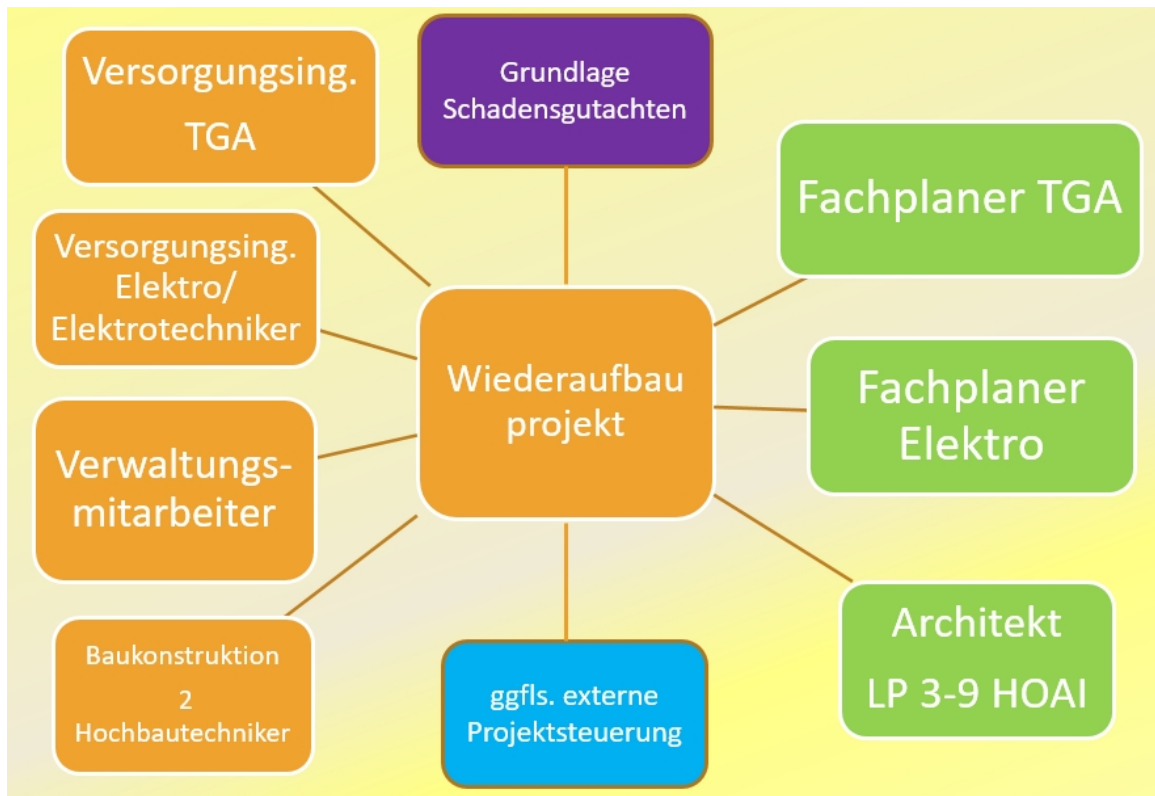 Versorgungsing.
TGA
Grundlage
Schadensgutachten
Fachplaner TGA
Versorgungsing.
Elektro/
Elektrotechniker
Wiederaufbau
projekt
Fachplaner
Elektro
Verwaltungs-
mitarbeiter
Baukonstruktion
2
Hochbautechniker
ggfls. externe
Projektsteuerung
Architekt
LP 3-9 HOAI